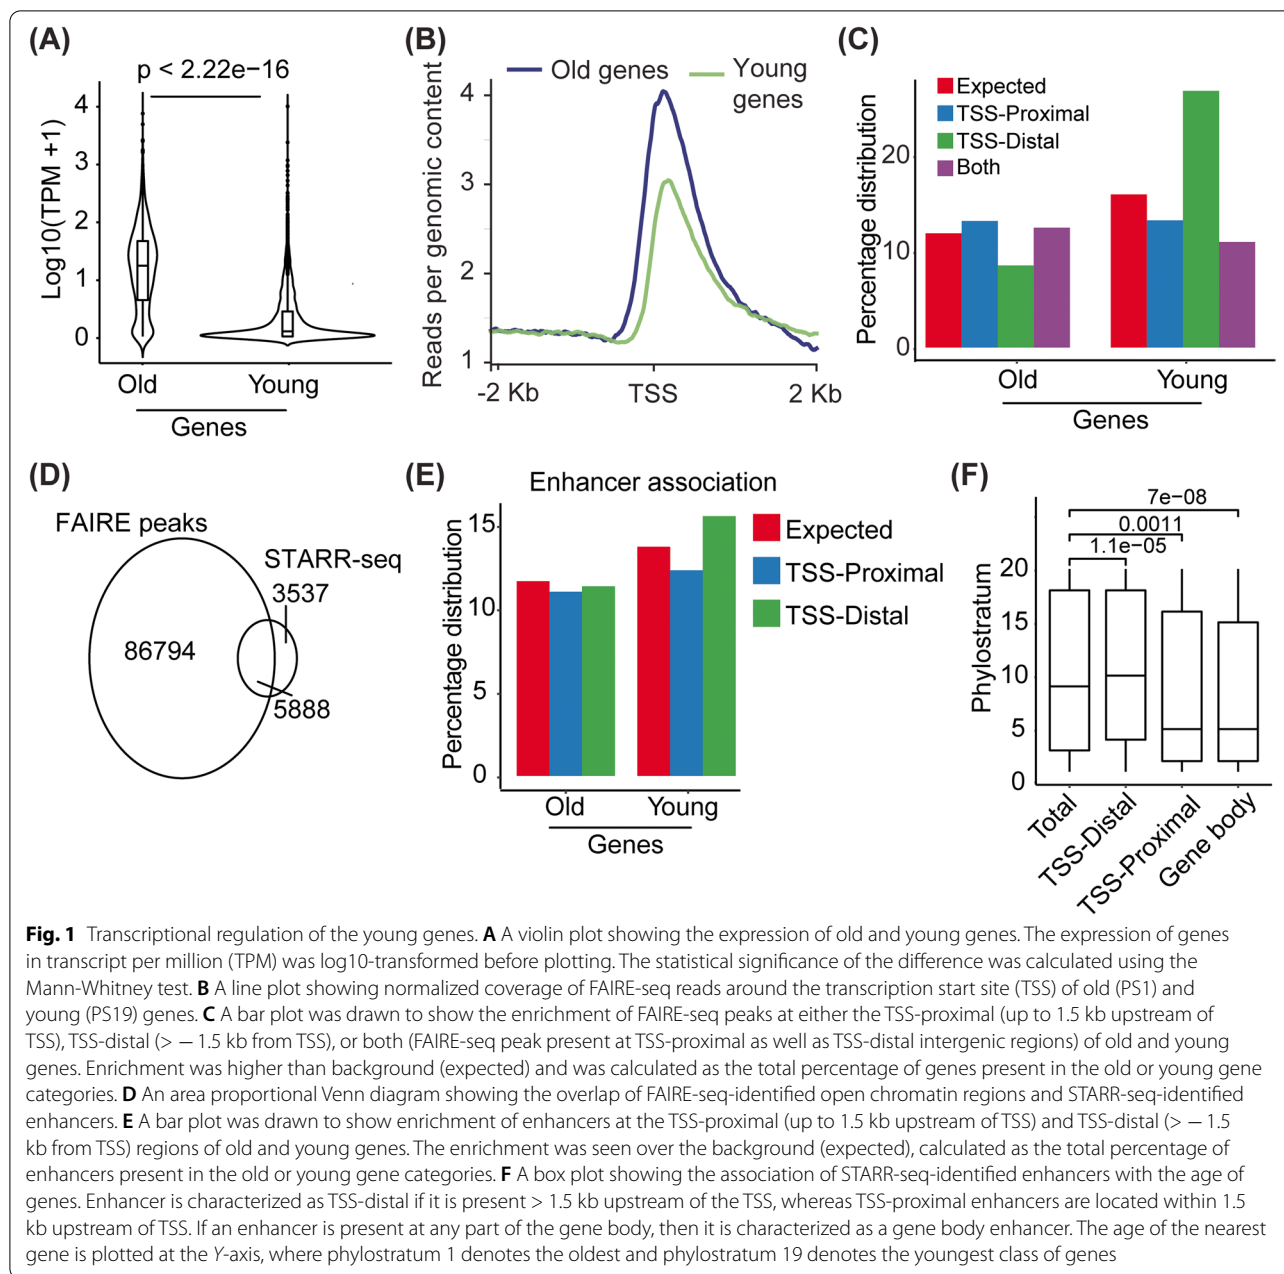 (A)
p < 2.22e−16
Log10(TPM +1)
4
3
2
1
0
Old
Young
Genes
(B)
Old genes
Young
genes
Reads per genomic content
4
3
2
1
-2 Kb
TSS
2 Kb
(C)
Expected
TSS-Proximal
TSS-Distal
Both
Percentage distribution
20
10
0
Old
Young
Genes
(D)
FAIRE peaks
STARR-seq
3537
86794
5888
(E)
Enhancer association
Percentage distribution
15
10
5
0
Expected
TSS-Proximal
TSS-Distal
Old
Young
Genes
(F)
7e−08
0.0011
1.1e−05
Phylostratum
20
15
10
5
0
Total
TSS-Distal
TSS-Proximal
Gene body
Fig. 1 Transcriptional regulation of the young genes. A A violin plot showing the expression of old and young genes. The expression of genes
in transcript per million (TPM) was log10-transformed before plotting. The statistical significance of the difference was calculated using the
Mann-Whitney test. B A line plot showing normalized coverage of FAIRE-seq reads around the transcription start site (TSS) of old (PS1) and
young (PS19) genes. C A bar plot was drawn to show the enrichment of FAIRE-seq peaks at either the TSS-proximal (up to 1.5 kb upstream of
TSS), TSS-distal (> − 1.5 kb from TSS), or both (FAIRE-seq peak present at TSS-proximal as well as TSS-distal intergenic regions) of old and young
genes. Enrichment was higher than background (expected) and was calculated as the total percentage of genes present in the old or young gene
categories. D An area proportional Venn diagram showing the overlap of FAIRE-seq-identified open chromatin regions and STARR-seq-identified
enhancers. E A bar plot was drawn to show enrichment of enhancers at the TSS-proximal (up to 1.5 kb upstream of TSS) and TSS-distal (> − 1.5
kb from TSS) regions of old and young genes. The enrichment was seen over the background (expected), calculated as the total percentage of
enhancers present in the old or young gene categories. F A box plot showing the association of STARR-seq-identified enhancers with the age of
genes. Enhancer is characterized as TSS-distal if it is present > 1.5 kb upstream of the TSS, whereas TSS-proximal enhancers are located within 1.5
kb upstream of TSS. If an enhancer is present at any part of the gene body, then it is characterized as a gene body enhancer. The age of the nearest
gene is plotted at the Y-axis, where phylostratum 1 denotes the oldest and phylostratum 19 denotes the youngest class of genes